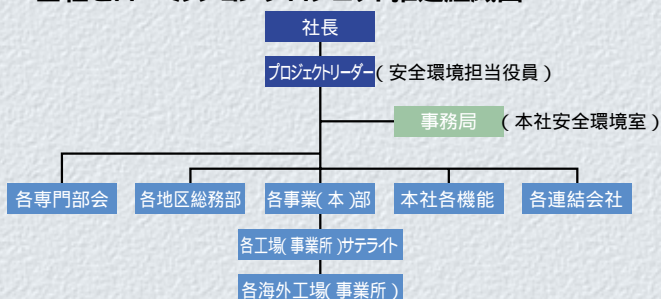 社長
プロジェクトリーダー(安全環境担当役員)
事務局 (本社安全環境室)
各専門部会 各地区総務部 各事業(本)部 本社各機能 各連結会社
各工場(事業所)サテライト
各海外工場(事業所)